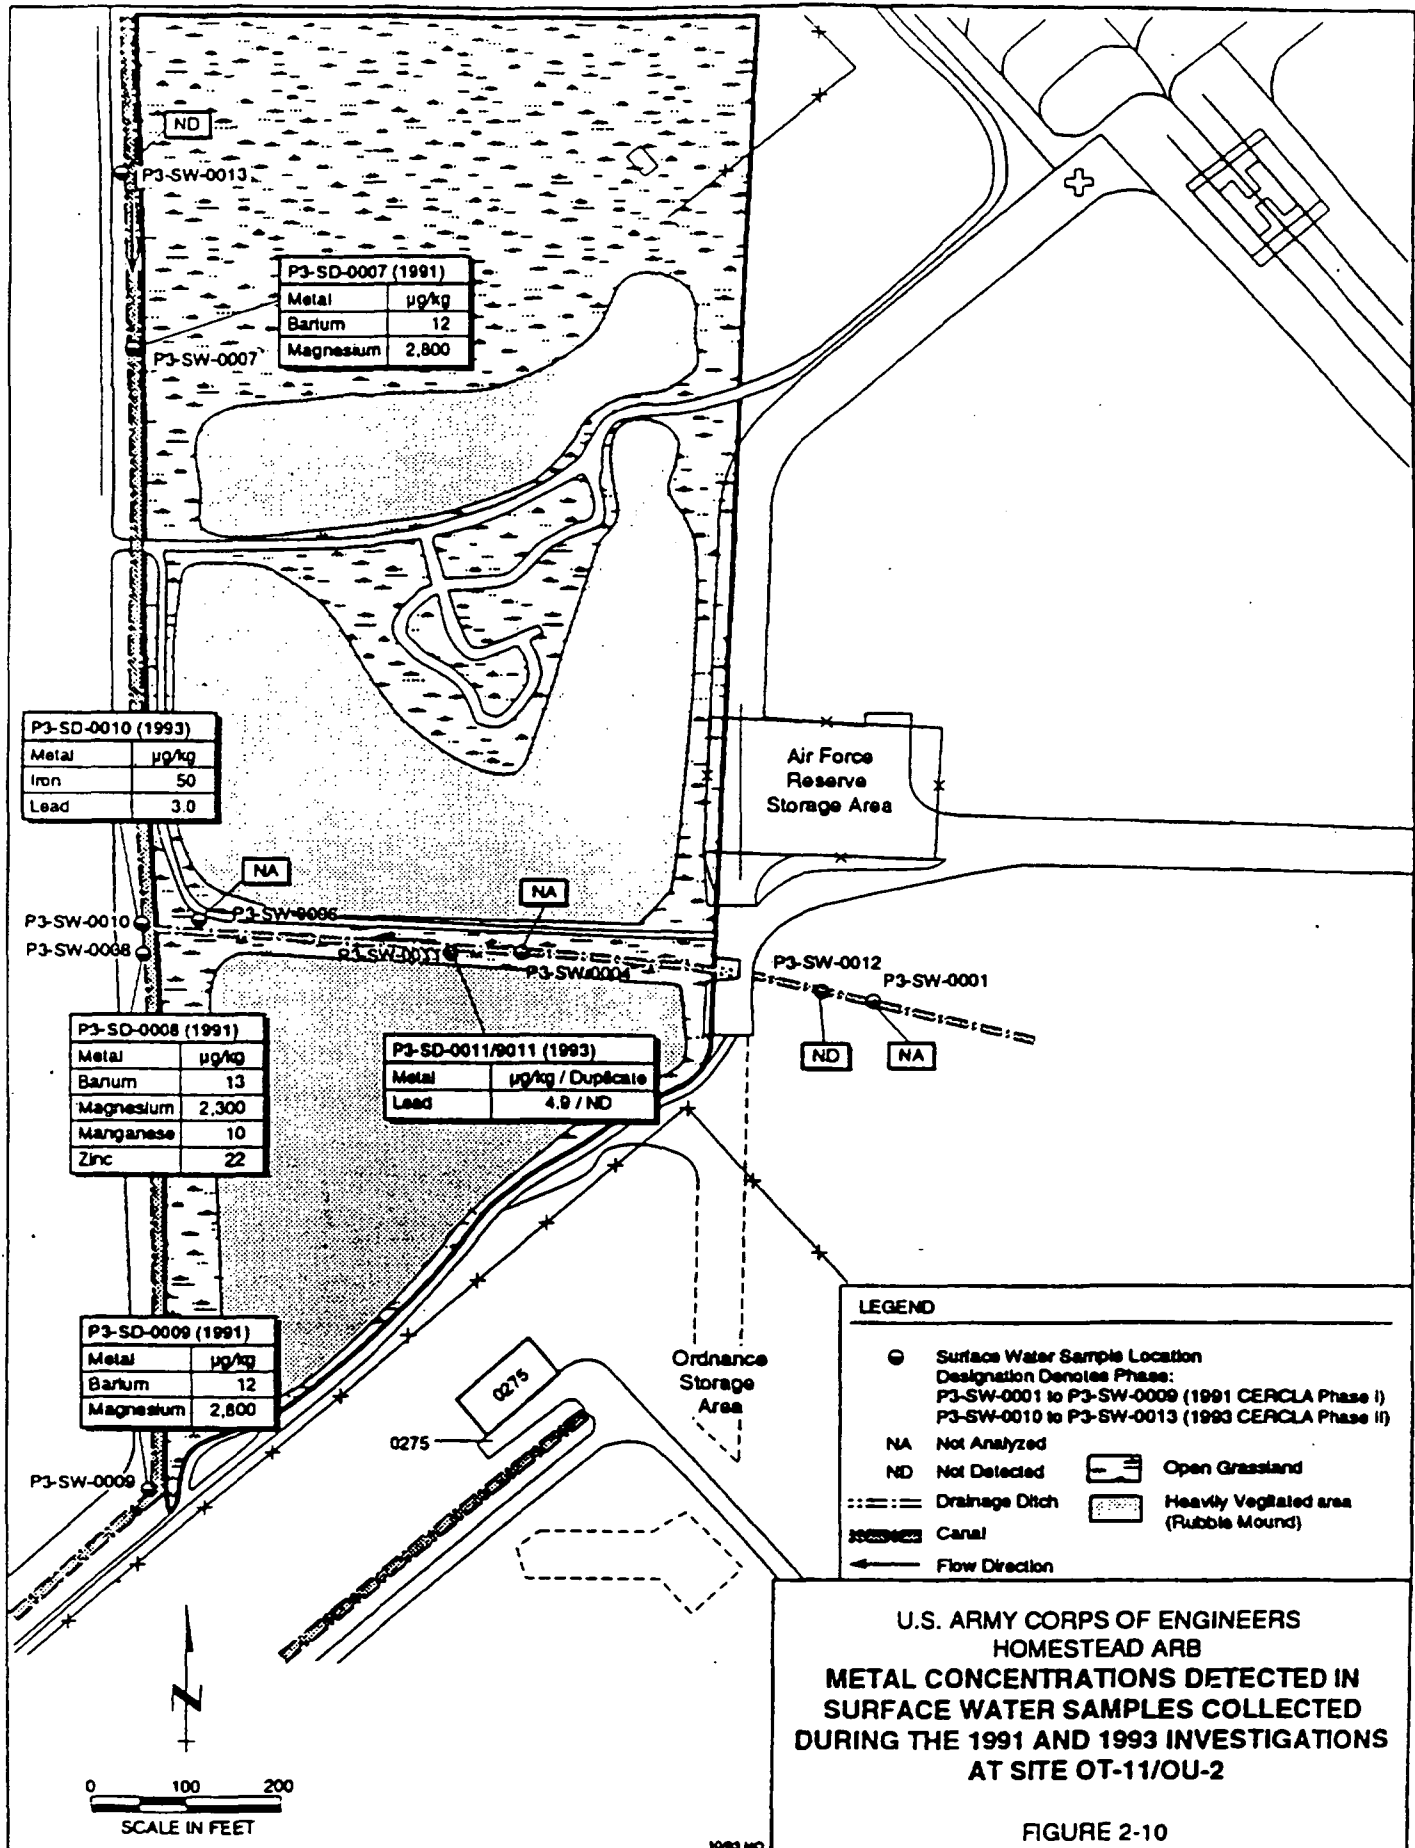 ND
P3-SW-0013
P3-SD-0007 (1991)
Metal µg/kg
Barium 12
Magnesium 2,800
P3-SW-0007
P3-SD-0010 (1993)
Metal µg/kg
Iron 50
Lead 3.0
Air Force
Reserve
Storage Area
NA
NA
P3-SW-0010
P3-SW-0006
P3-SW-0008
P3-SW-0011
P3-SW-0004
P3-SW-0012
P3-SW-0001
ND
NA
P3-SD-0008 (1991)
Metal µg/kg
Barium 13
Magnesium 2,300
Manganese 10
Zinc 22
P3-SD-0011/9011 (1993)
Metal µg/kg / Duplicate
Lead 4.9 / ND
P3-SD-0009 (1991)
Metal µg/kg
Barium 12
Magnesium 2,600
P3-SW-0009
0275
0275
Ordnance
Storage
Area
LEGEND
Surface Water Sample Location
Designation Denotes Phase:
P3-SW-0001 to P3-SW-0009 (1991 CERCLA Phase I)
P3-SW-0010 to P3-SW-0013 (1993 CERCLA Phase II)
NA Not Analyzed
ND Not Detected
Open Grassland
Drainage Ditch
Heavily Vegitated area
(Rubble Mound)
Canal
Flow Direction
N
0 100 200
SCALE IN FEET
U.S. ARMY CORPS OF ENGINEERS
HOMESTEAD ARB
METAL CONCENTRATIONS DETECTED IN
SURFACE WATER SAMPLES COLLECTED
DURING THE 1991 AND 1993 INVESTIGATIONS
AT SITE OT-11/OU-2
FIGURE 2-10